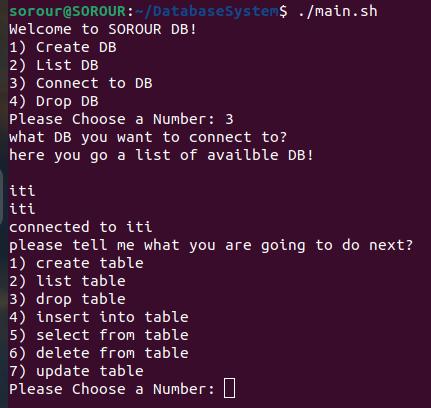 sorour@SOROUR:~/DatabaseSystem$ ./main.sh
Welcome to SOROUR DB!
1) Create DB
2) List DB
3) Connect to DB
4) Drop DB
Please Choose a Number: 3
what DB you want to connect to?
here you go a list of availble DB!
iti
iti
connected to iti
please tell me what you are going to do next?
1) create table
2) list table
3) drop table
4) insert into table
5) select from table
6) delete from table
7) update table
Please Choose a Number: